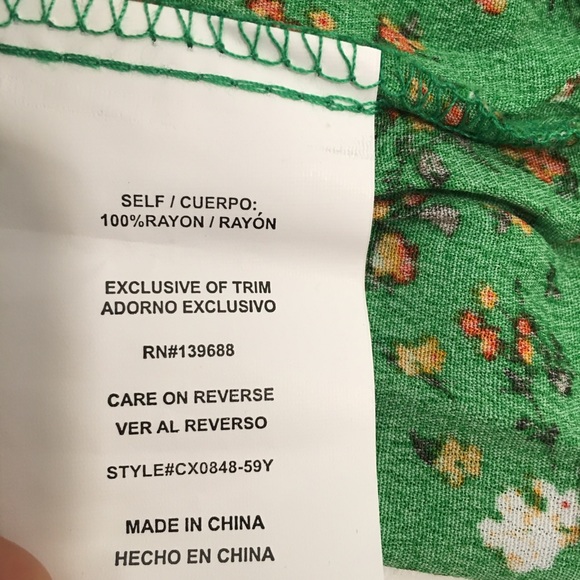 SELF / CUERPO:
100%RAYON / RAYÓN
EXCLUSIVE OF TRIM
ADORNO EXCLUSIVO
RN#139688
CARE ON REVERSE
VER AL REVERSO
STYLE#CX0848-59Y
MADE IN CHINA
HECHO EN CHINA